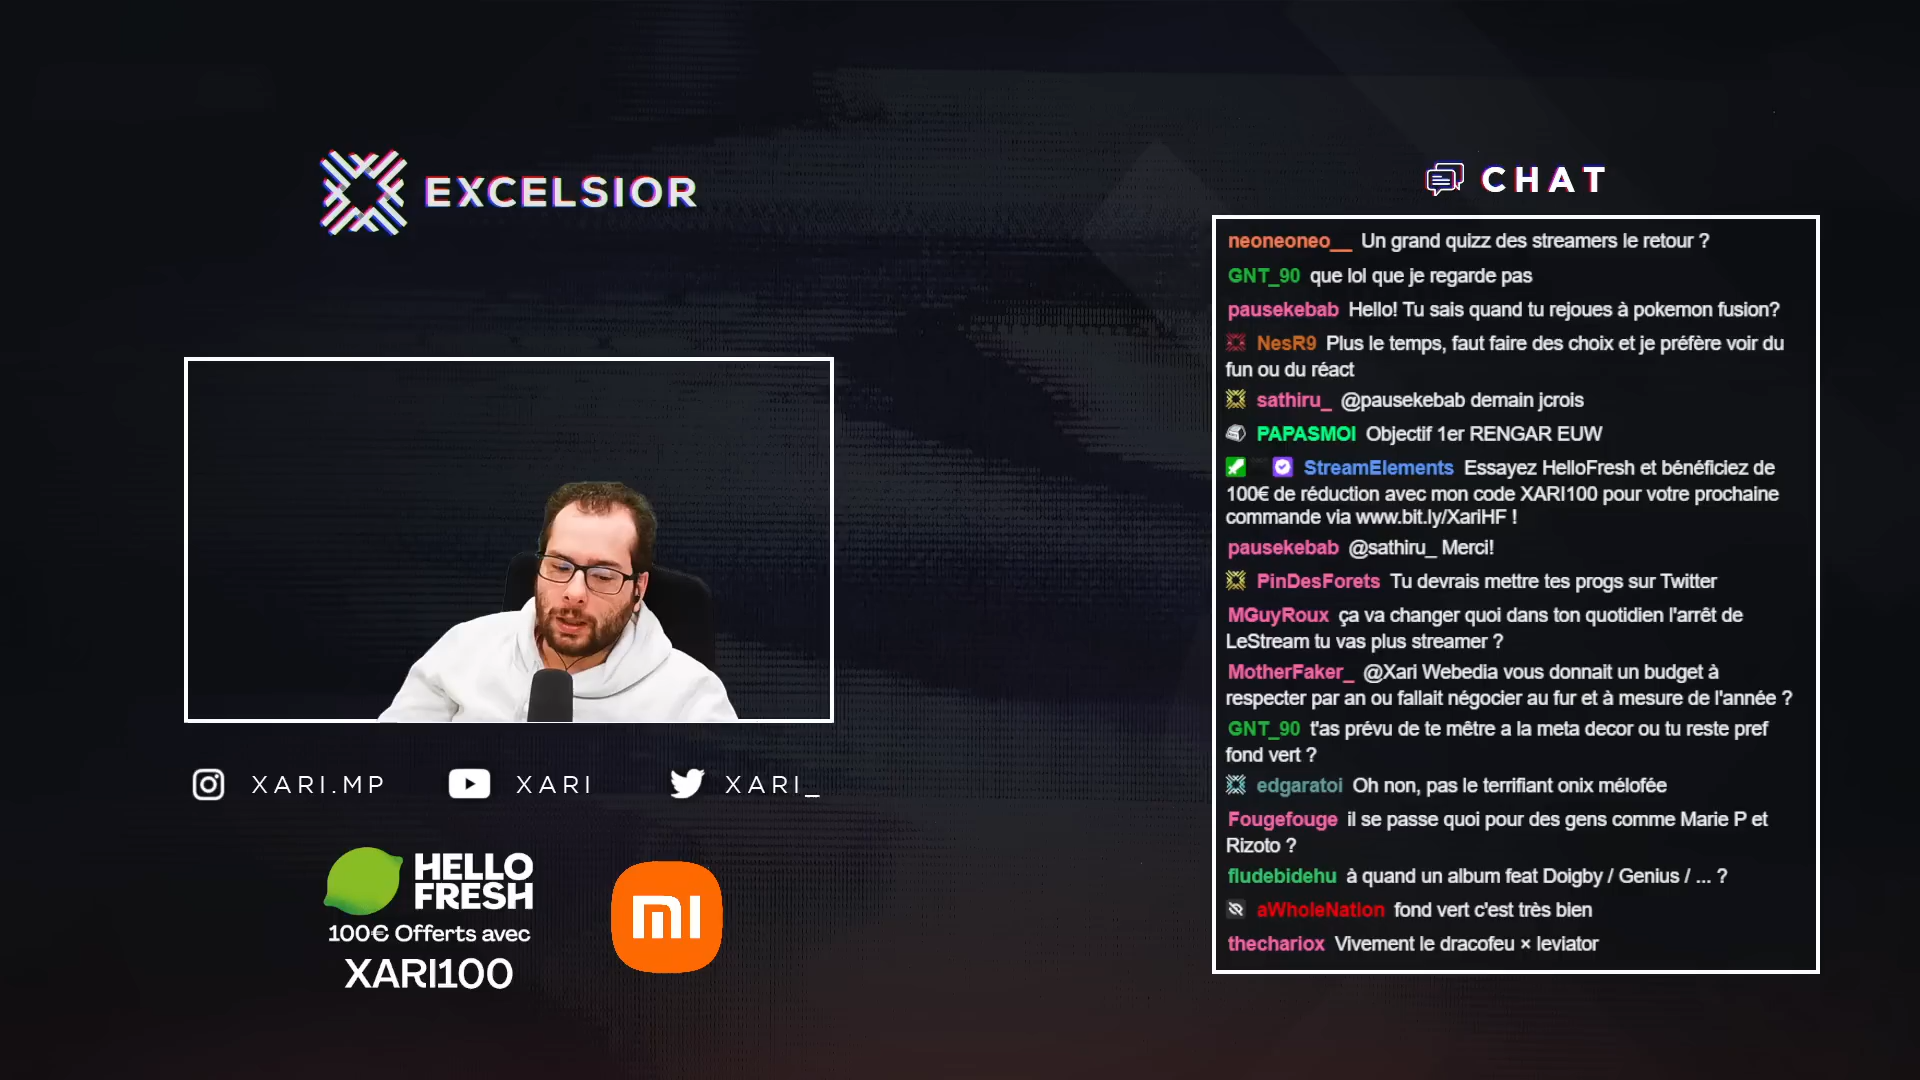 EXCELSIOR
CHAT
neoneoneo__ Un grand quizz des streamers le retour ?
GNT_90 que lol que je regarde pas
pausekebab Hello! Tu sais quand tu rejoues à pokemon fusion?
NesR9 Plus le temps, faut faire des choix et je préfère voir du
fun ou du réact
sathiru_ @pausekebab demain jcrois
PAPASMOI Objectif 1er RENGAR EUW
StreamElements Essayez HelloFresh et bénéficiez de
100€ de réduction avec mon code XARI100 pour votre prochaine
commande via www.bit.ly/XariHF !
pausekebab @sathiru_ Merci!
PinDesForets Tu devrais mettre tes progs sur Twitter
MGuyRoux ça va changer quoi dans ton quotidien l'arrêt de
LeStream tu vas plus streamer ?
MotherFaker_ @Xari Webedia vous donnait un budget à
respecter par an ou fallait négocier au fur et à mesure de l'année ?
GNT_90 t'as prévu de te mêtre a la meta decor ou tu reste pref
fond vert ?
edgaratoi Oh non, pas le terrifiant onix mélofée
Fougefouge il se passe quoi pour des gens comme Marie P et
Rizoto ?
fludebidehu à quand un album feat Doigby / Genius / ... ?
aWholeNation fond vert c'est très bien
thechariox Vivement le dracofeu × leviator
XARI.MP
XARI
XARI_
HELLO
FRESH
100€ Offerts avec
XARI100
MI